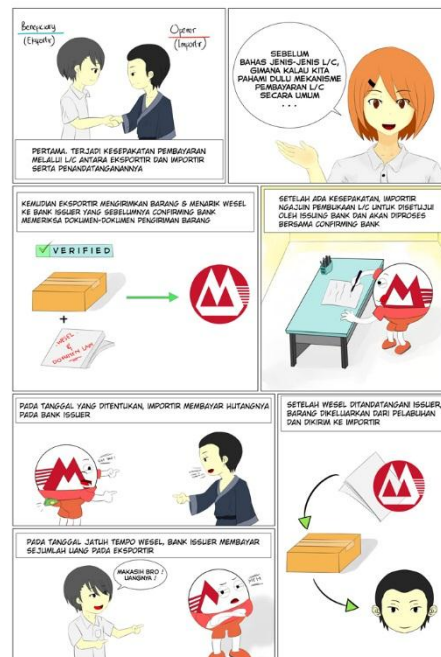 SEBELUM
BAHAS JENIS-JENIS L/C,
GIMANA KALAU KITA
PAHAMI DULU MEKANISME
PEMBAYARAN L/C
SECARA UMUM
...
Opener
(Importir)
(Eksportir)
PERTAMA. TERJADI KESEPAKATAN PEMBAYARAN
MELALUI L/C ANTARA EKSPORTIR DAN IMPORTIR
SERTA PENANDATANGANANNYA
SETELAH ADA KESEPAKATAN, IMPORTIR
NGAJUIN PEMBUKAAN L/C UNTUK DISETUJUI
OLEH ISSUING BANK DAN AKAN DIPROSES
BERSAMA CONFIRMING BANK
KEMUDIAN EKSPORTIR MENGIRIMKAN BARANG & MENARIK WESEL
KE BANK ISSUER YANG SEBELUMNYA CONFIRMING BANK
MEMERIKSA DOKUMEN-DOKUMEN PENGIRIMAN BARANG
VERIFIED
+
WESEL
&
DOKUMEN LAIN
SETELAH WESEL DITANDATANGANI ISSUER,
BARANG DIKELUARKAN DARI PELABUHAN
DAN DIKIRIM KE IMPORTIR
PADA TANGGAL YANG DITENTUKAN, IMPORTIR MEMBAYAR HUTANGNYA
PADA BANK ISSUER
PADA TANGGAL JATUH TEMPO WESEL, BANK ISSUER MEMBAYAR
SEJUMLAH UANG PADA EKSPORTIR
MAKASIH BRO !
UANGNYA !